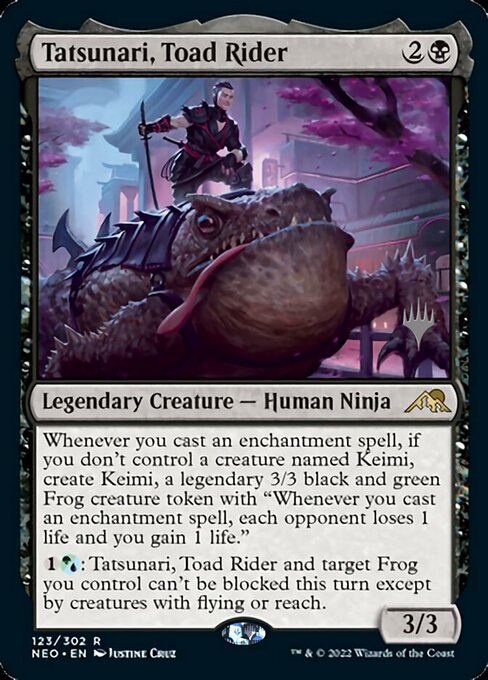 Tatsunari, Toad Rider 2
Legendary Creature — Human Ninja
Whenever you cast an enchantment spell, if
you don't control a creature named Keimi,
create Keimi, a legendary 3/3 black and green
Frog creature token with “Whenever you cast
an enchantment spell, each opponent loses 1
life and you gain 1 life.”
1 : Tatsunari, Toad Rider and target Frog
you control can't be blocked this turn except
by creatures with flying or reach.
3/3
123/302 R
NEO • EN Justine Cruz
™ & © 2022 Wizards of the Coast